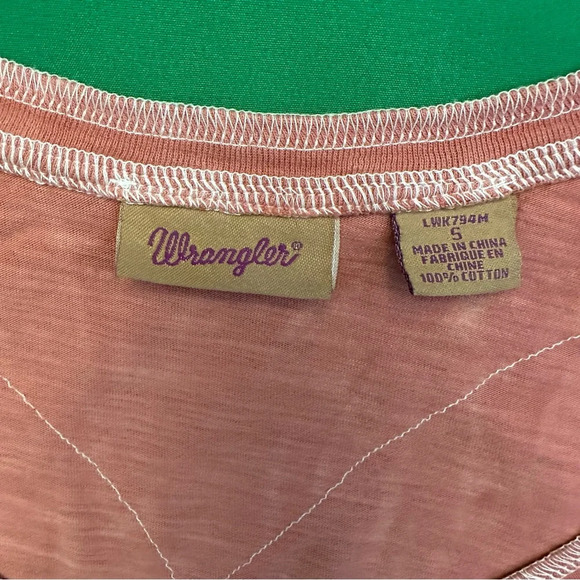 Wrangler®
LWK794M
S
MADE IN CHINA
FABRIQUE EN
CHINE
100% COTTON